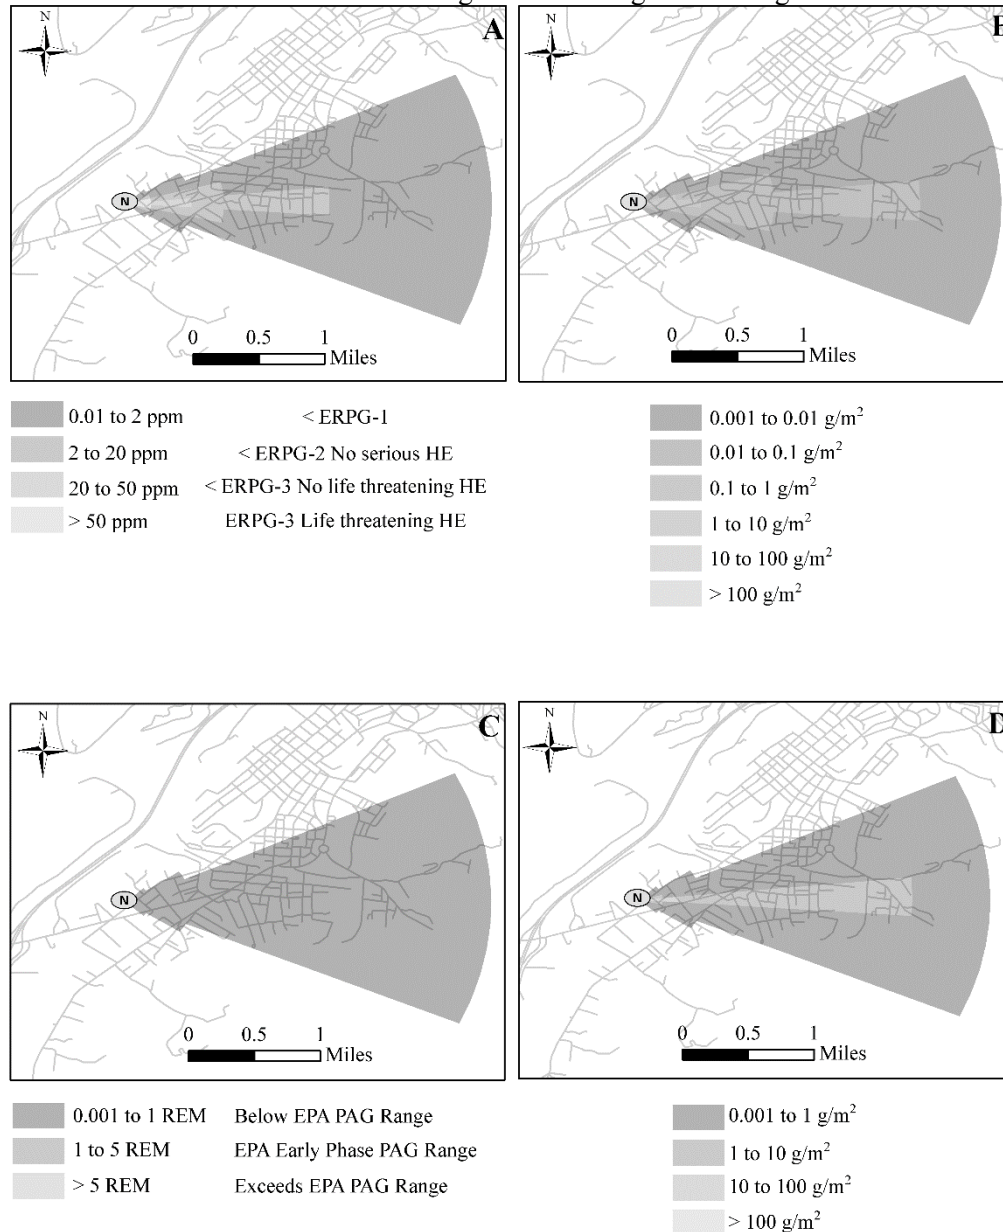 N
A
N
0 0.5 1
Miles
N
N
0 0.5 1
Miles
0.01 to 2 ppm < ERPG-1
2 to 20 ppm < ERPG-2 No serious HE
20 to 50 ppm < ERPG-3 No life threatening HE
> 50 ppm ERPG-3 Life threatening HE
0.001 to 0.01 g/m²
0.01 to 0.1 g/m²
0.1 to 1 g/m²
1 to 10 g/m²
10 to 100 g/m²
> 100 g/m²
N
C
N
0 0.5 1
Miles
N
D
N
0 0.5 1
Miles
0.001 to 1 REM Below EPA PAG Range
1 to 5 REM EPA Early Phase PAG Range
> 5 REM Exceeds EPA PAG Range
0.001 to 1 g/m²
1 to 10 g/m²
10 to 100 g/m²
> 100 g/m²